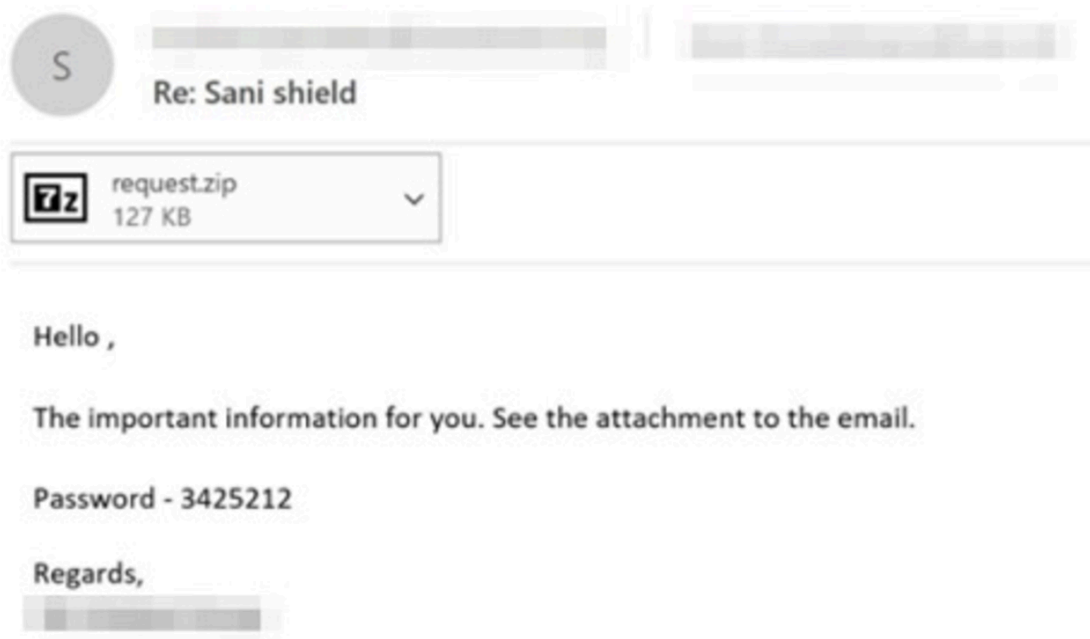 S
Re: Sani shield
7z
request.zip
127 KB
Hello ,
The important information for you. See the attachment to the email.
Password - 3425212
Regards,